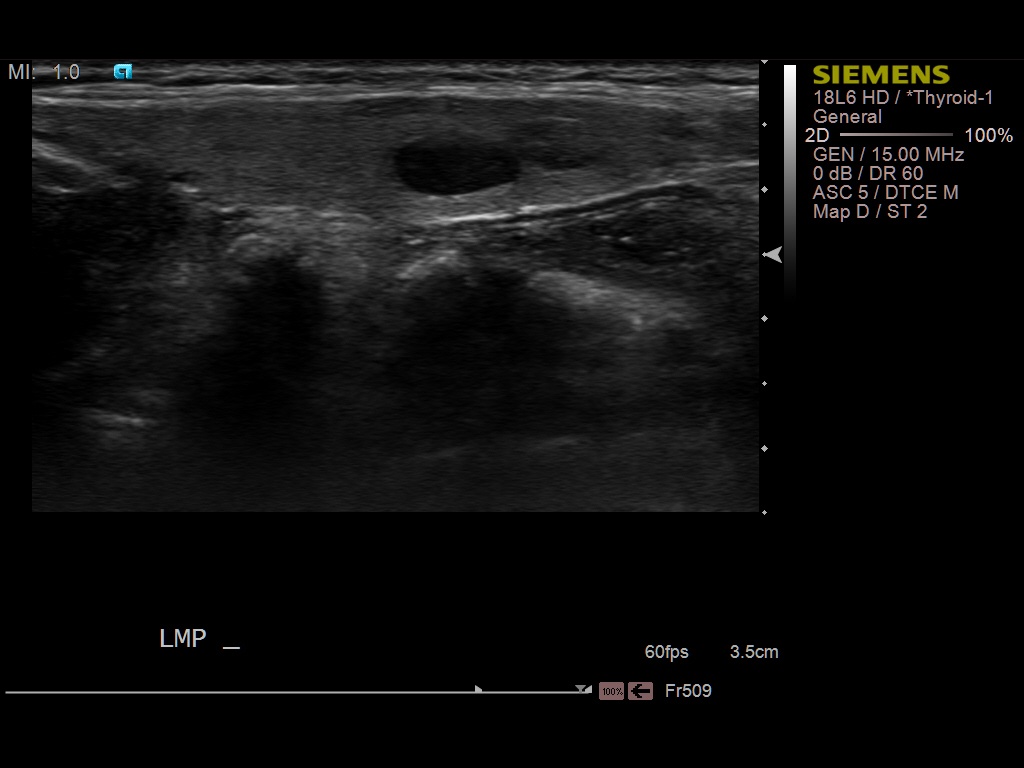 MI: 1.0
SIEMENS
18L6 HD / *Thyroid-1
General
2D 100%
GEN / 15.00 MHz
0 dB / DR 60
ASC 5 / DTCE M
Map D / ST 2
LMP _
60fps 3.5cm
100% Fr509